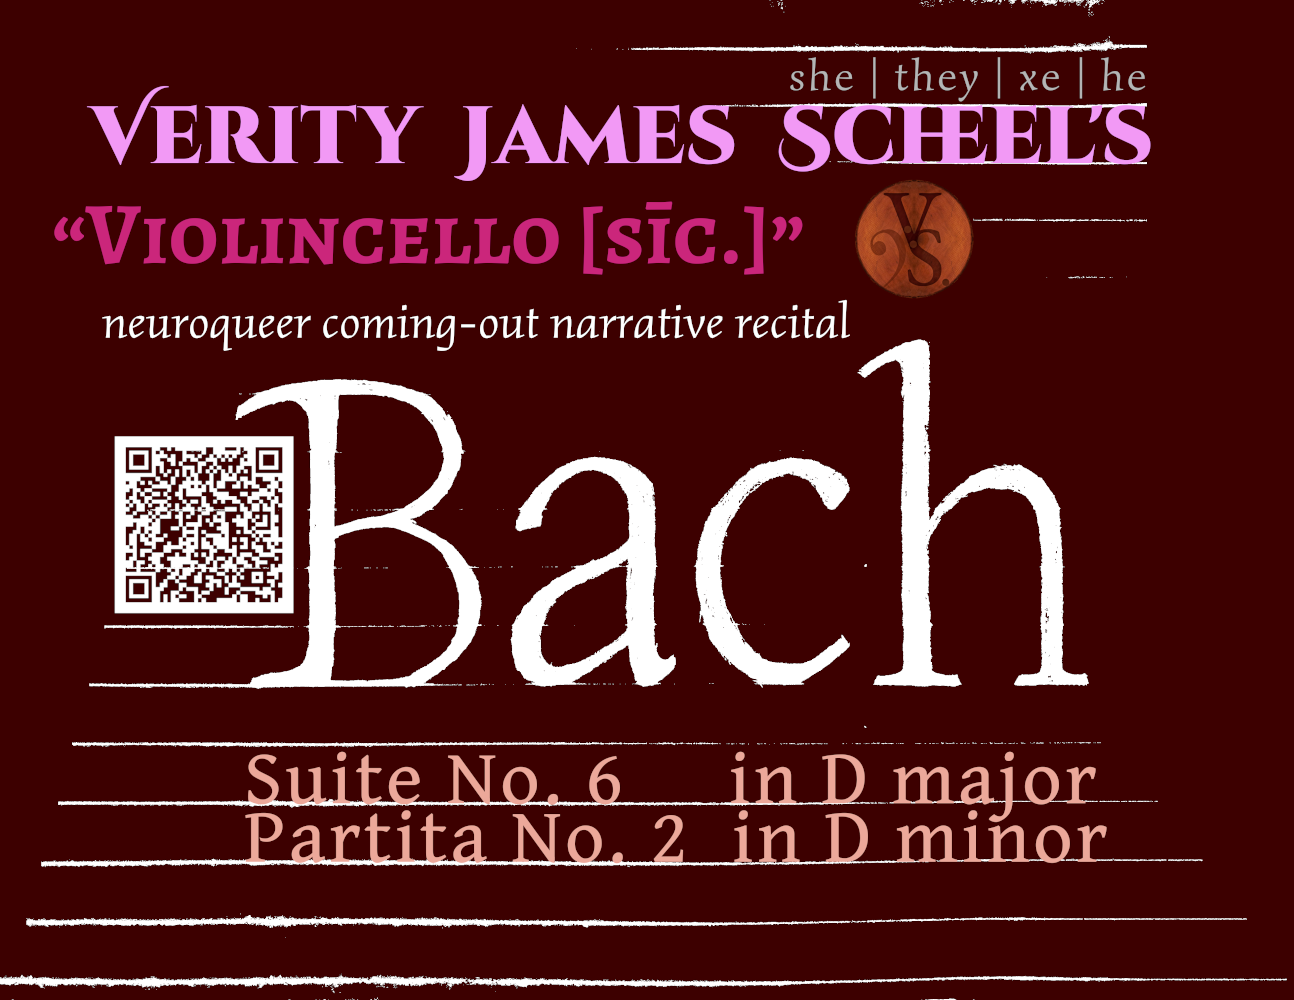 she | they | xe | he
VERITY JAMES SCHEEL'S
“VIOLINCELLO [SĪC.]”
V.S.
neuroqueer coming-out narrative recital
Bach
Suite No. 6 in D major
Partita No. 2 in D minor